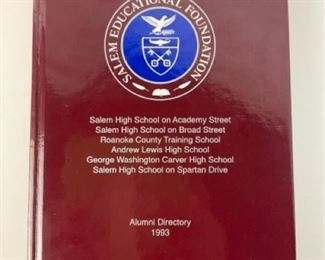 SALEM EDUCATIONAL FOUNDATION
Salem High School on Academy Street
Salem High School on Broad Street
Roanoke County Training School
Andrew Lewis High School
George Washington Carver High School
Salem High School on Spartan Drive
Alumni Directory
1993